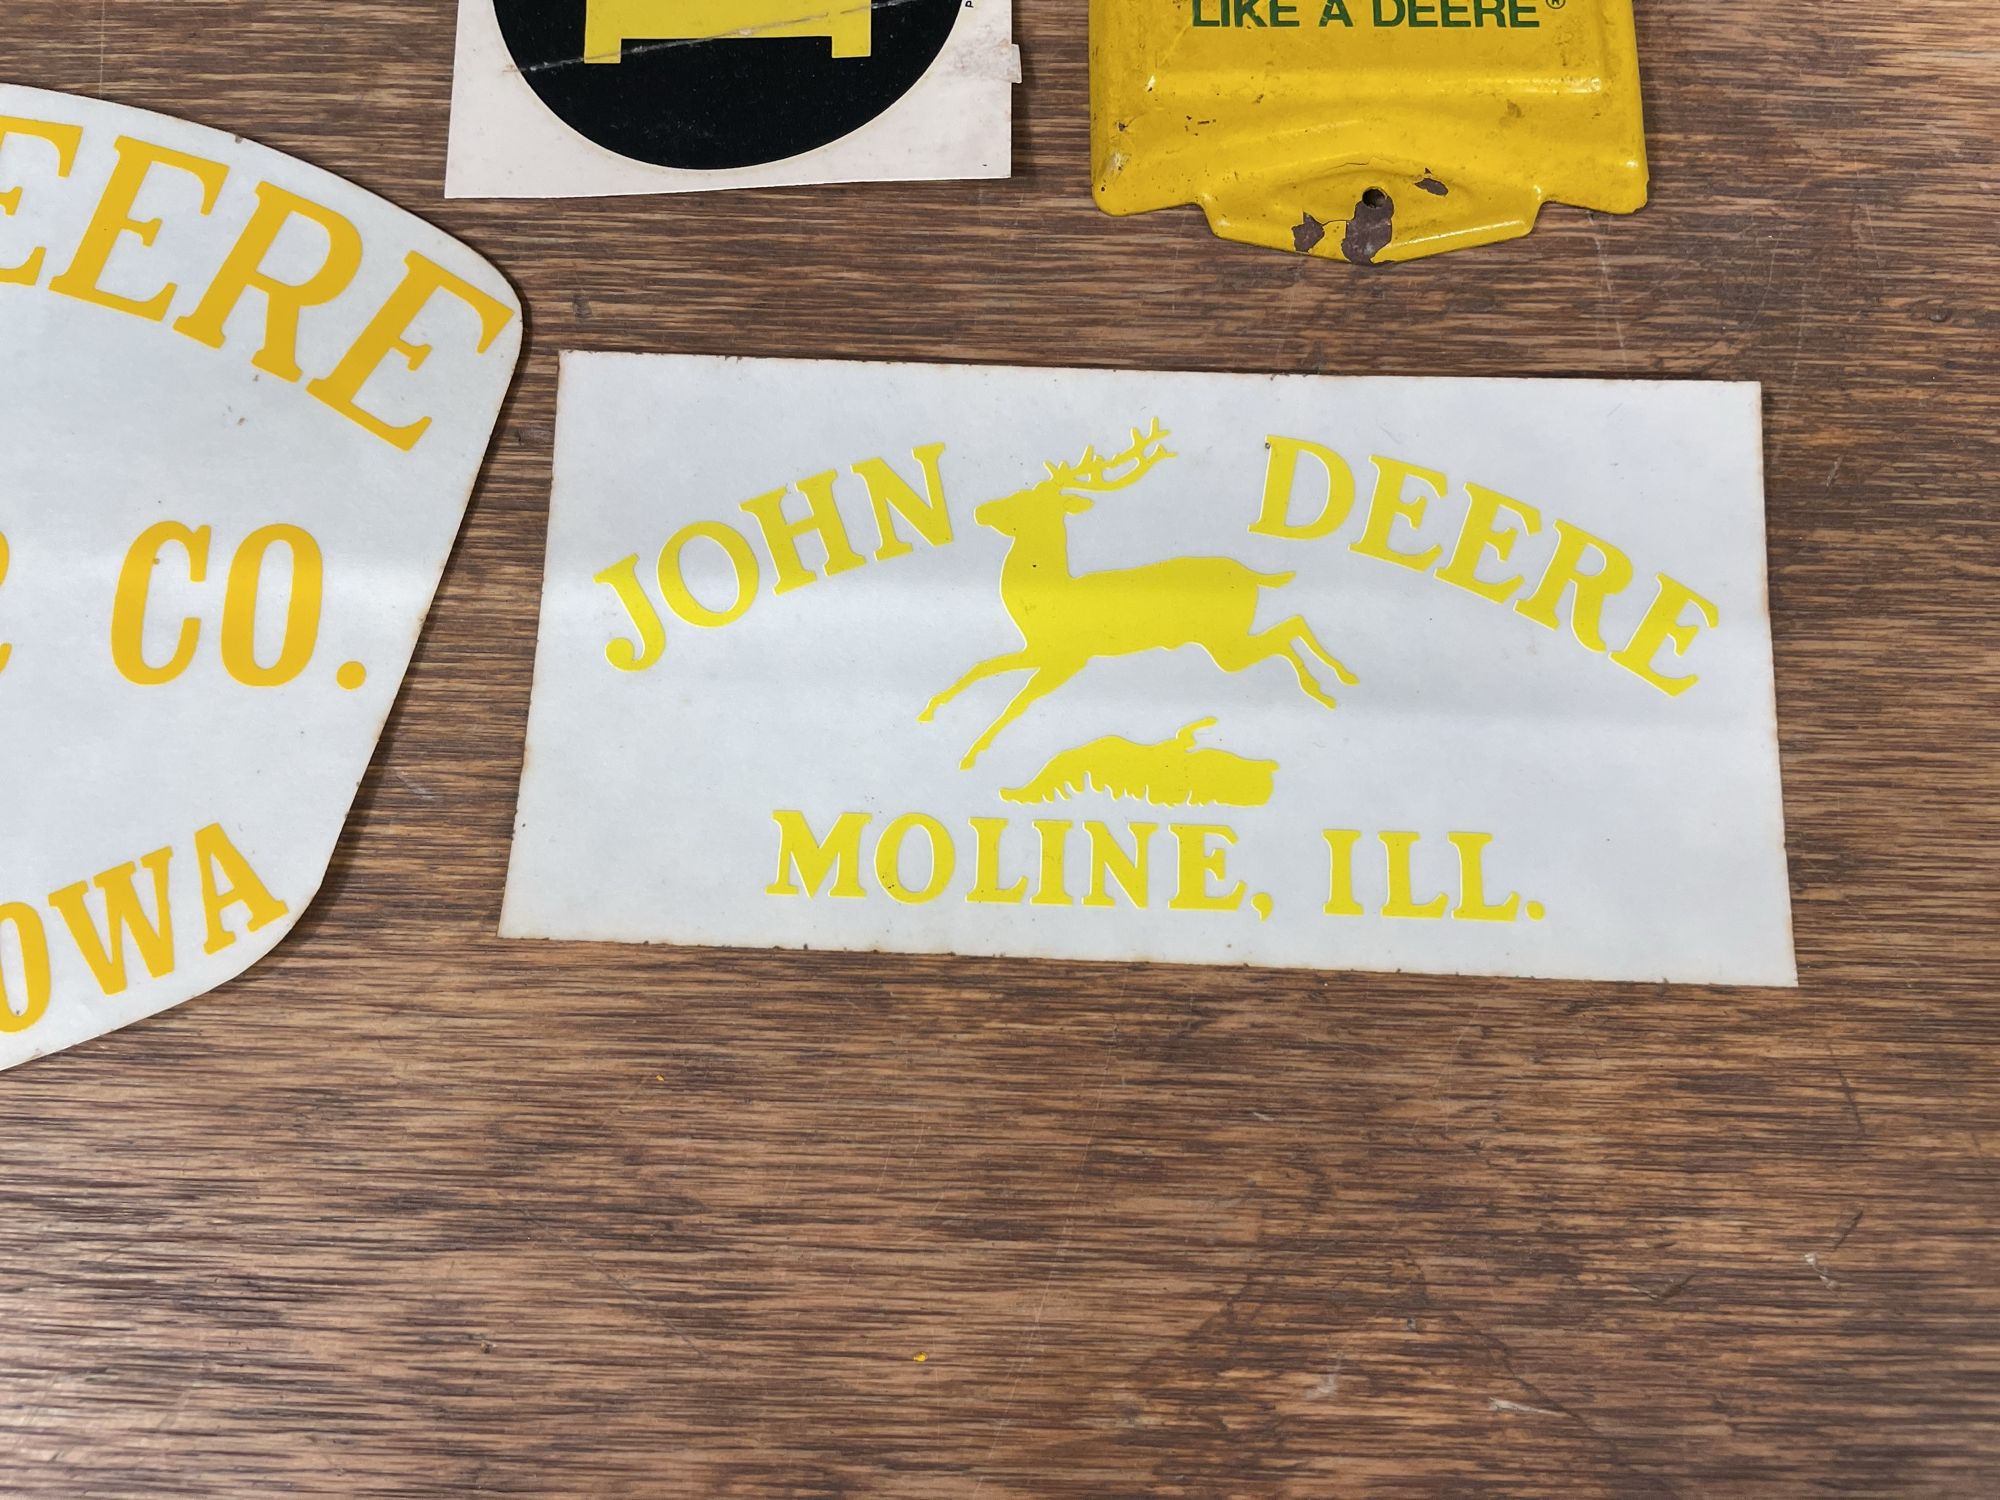 LIKE A DEERE®
EERE
CO.
OWA
JOHN DEERE
MOLINE, ILL.